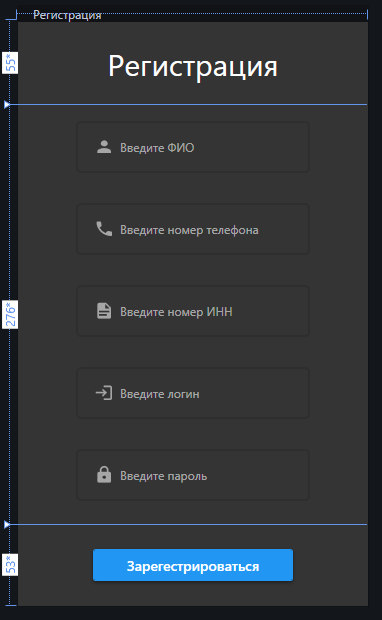 Регистрация
55*
Регистрация
Введите ФИО
Введите номер телефона
276*
Введите номер ИНН
Введите логин
Введите пароль
53*
Зарегестрироваться